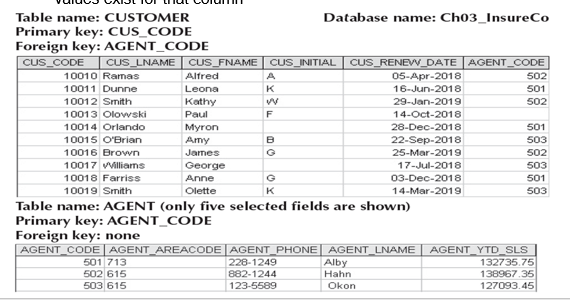 values exist for that column
Table name: CUSTOMER Database name: Ch03_InsureCo
Primary key: CUS_CODE
Foreign key: AGENT_CODE
CUS_CODE CUS_LNAME CUS_FNAME CUS_INITIAL CUS_RENEW_DATE AGENT_CODE
10010 Ramas Alfred A 05-Apr-2018 502
10011 Dunne Leona K 16-Jun-2018 501
10012 Smith Kathy W 29-Jan-2019 502
10013 Olowski Paul F 14-Oct-2018
10014 Orlando Myron 28-Dec-2018 501
10015 O'Brian Amy B 22-Sep-2018 503
10016 Brown James G 25-Mar-2019 502
10017 Williams George 17-Jul-2018 503
10018 Farriss Anne G 03-Dec-2018 501
10019 Smith Olette K 14-Mar-2019 503
Table name: AGENT (only five selected fields are shown)
Primary key: AGENT_CODE
Foreign key: none
AGENT_CODE AGENT_AREACODE AGENT_PHONE AGENT_LNAME AGENT_YTD_SLS
501 713 228-1249 Alby 132735.75
502 615 882-1244 Hahn 138967.35
503 615 123-5589 Okon 127093.45